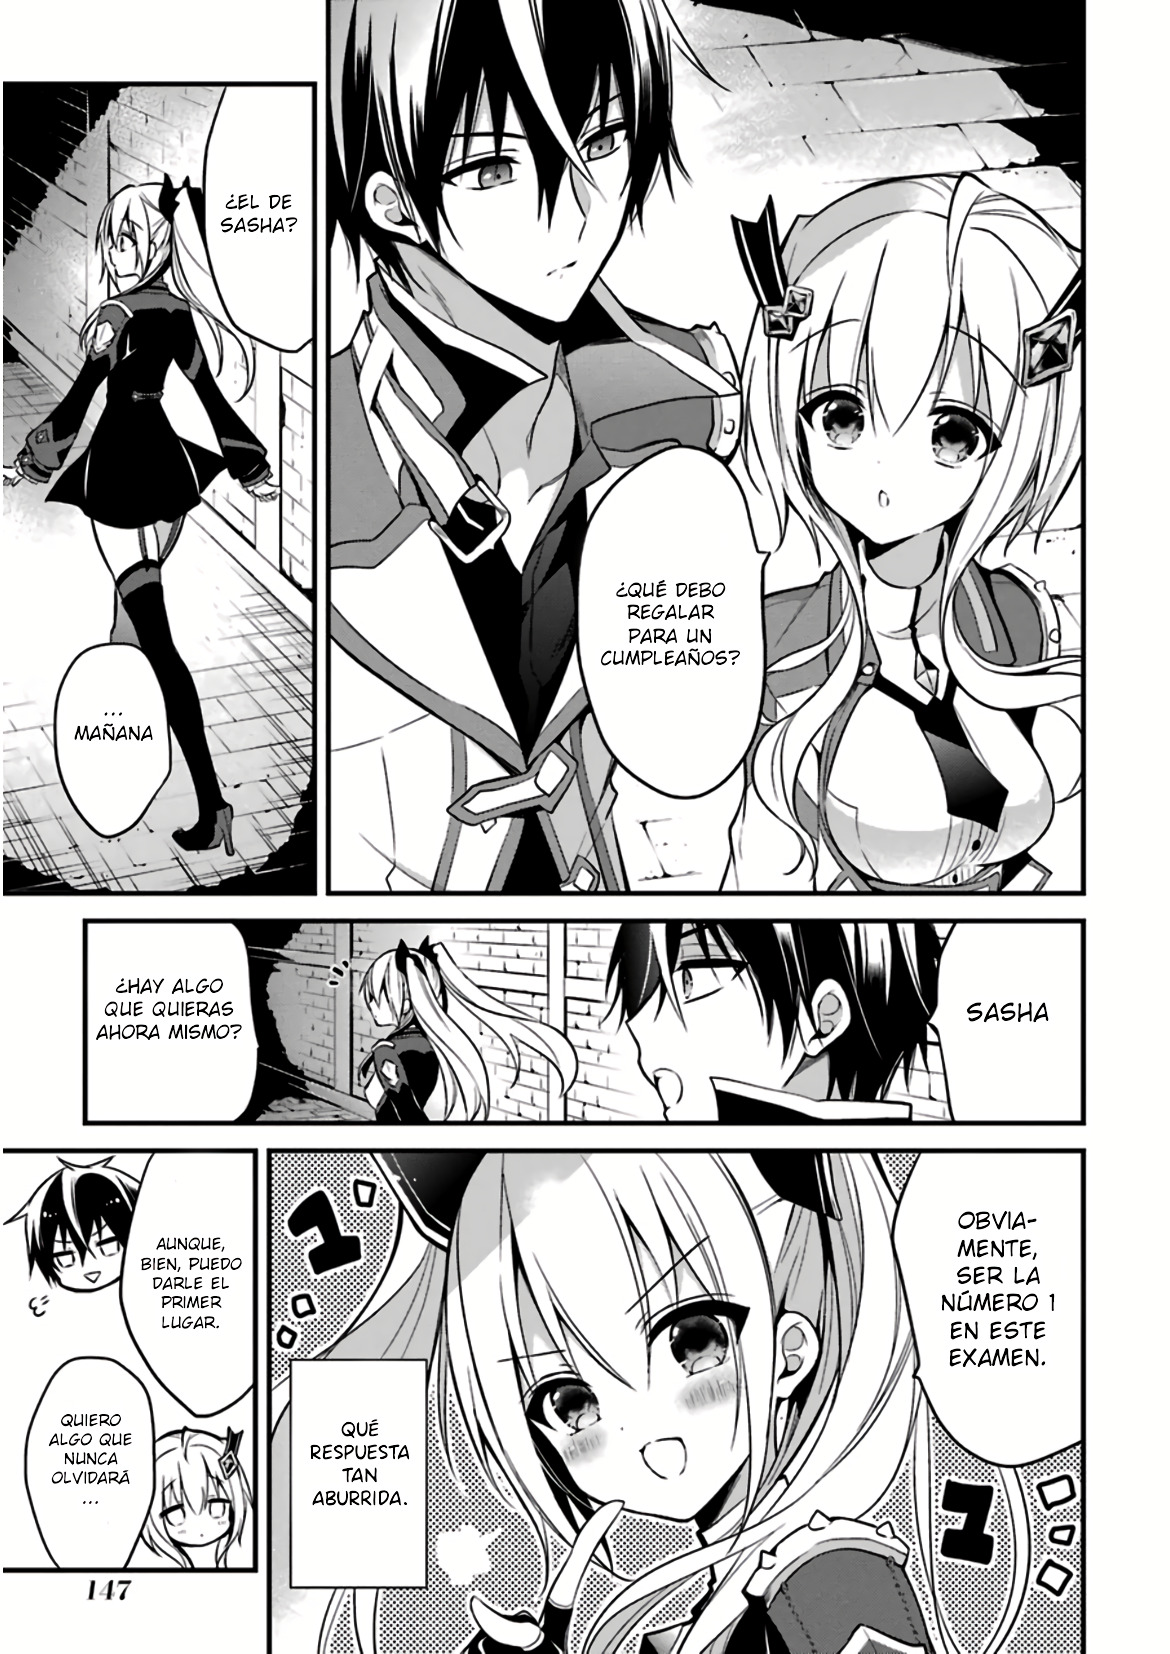 ¿QUÉ DEBO
REGALAR
PARA UN
CUMPLEAÑOS?
¿EL DE
SASHA?
...
MAÑANA
SASHA
¿HAY ALGO
QUE QUIERAS
AHORA MISMO?
OBVIA-
MENTE,
SER LA
NÚMERO 1
EN ESTE
EXAMEN.
1
1
QUÉ
RESPUESTA
TAN
ABURRIDA.
AUNQUE,
BIEN, PUEDO
DARLE EL
PRIMER
LUGAR.
QUIERO
ALGO QUE
NUNCA
OLVIDARÁ
...
147